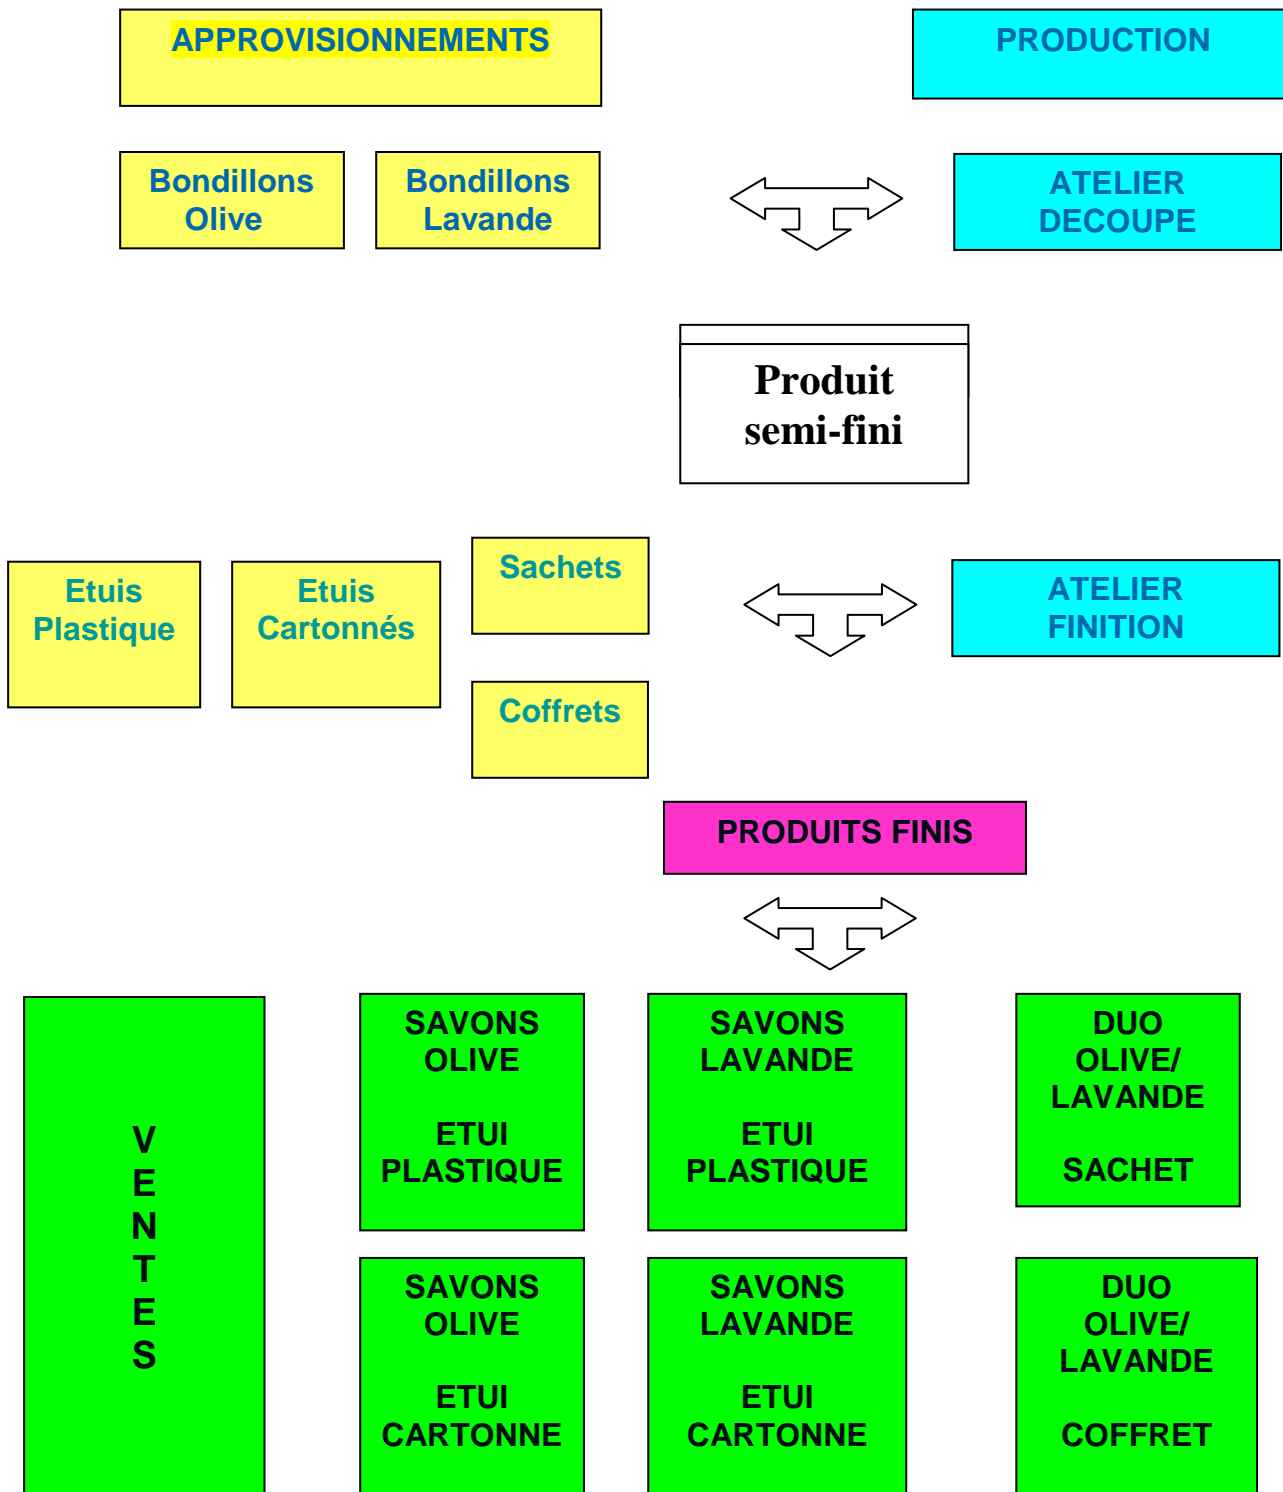 APPROVISIONNEMENTS
PRODUCTION
Bondillons
Olive
Bondillons
Lavande
ATELIER
DECOUPE
Produit
semi-fini
Etuis
Plastique
Etuis
Cartonnés
Sachets
Coffrets
ATELIER
FINITION
PRODUITS FINIS
V
E
N
T
E
S
SAVONS
OLIVE
ETUI
PLASTIQUE
SAVONS
LAVANDE
ETUI
PLASTIQUE
DUO
OLIVE/
LAVANDE
SACHET
SAVONS
OLIVE
ETUI
CARTONNE
SAVONS
LAVANDE
ETUI
CARTONNE
DUO
OLIVE/
LAVANDE
COFFRET